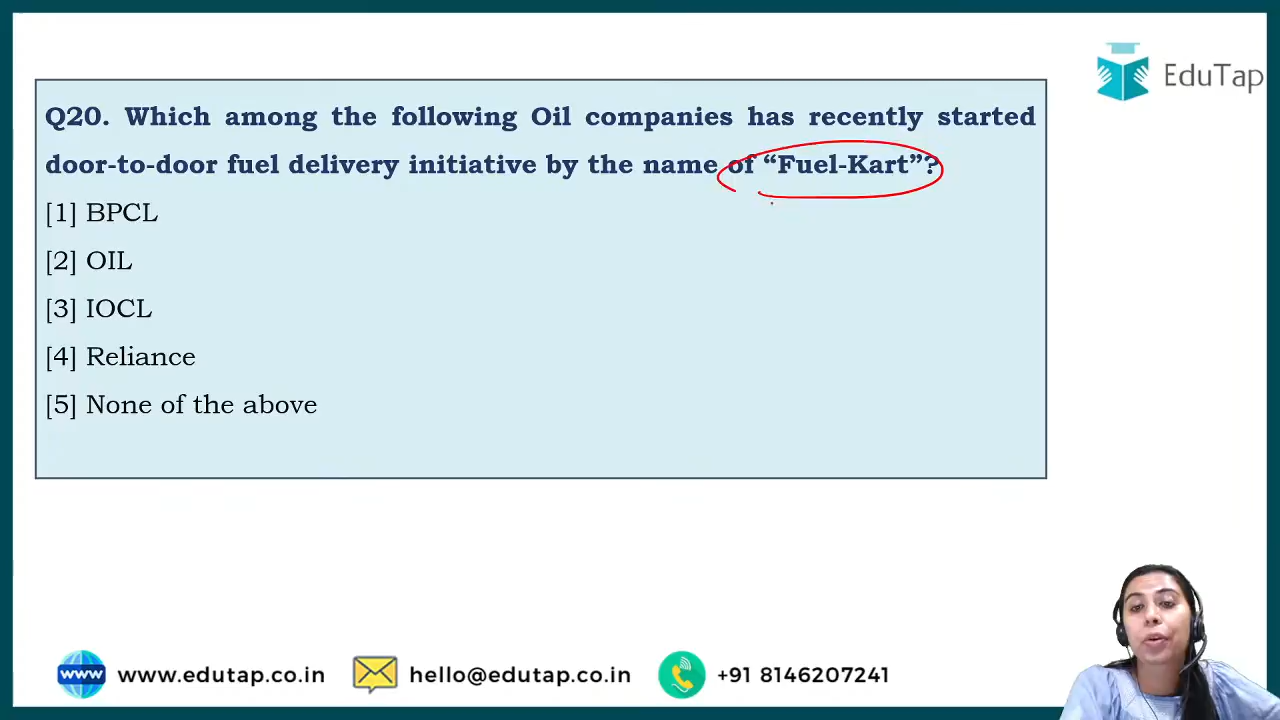 EduTap
Q20. Which among the following Oil companies has recently started
door-to-door fuel delivery initiative by the name of “Fuel-Kart”?
[1] BPCL
[2] OIL
[3] IOCL
[4] Reliance
[5] None of the above
www www.edutap.co.in hello@edutap.co.in +91 8146207241